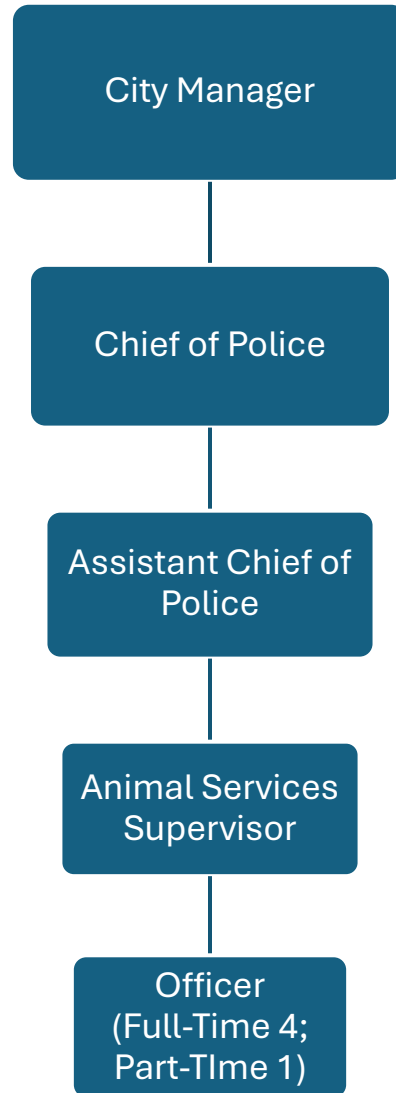 City Manager
Chief of Police
Assistant Chief of
Police
Animal Services
Supervisor
Officer
(Full-Time 4;
Part-TIme 1)